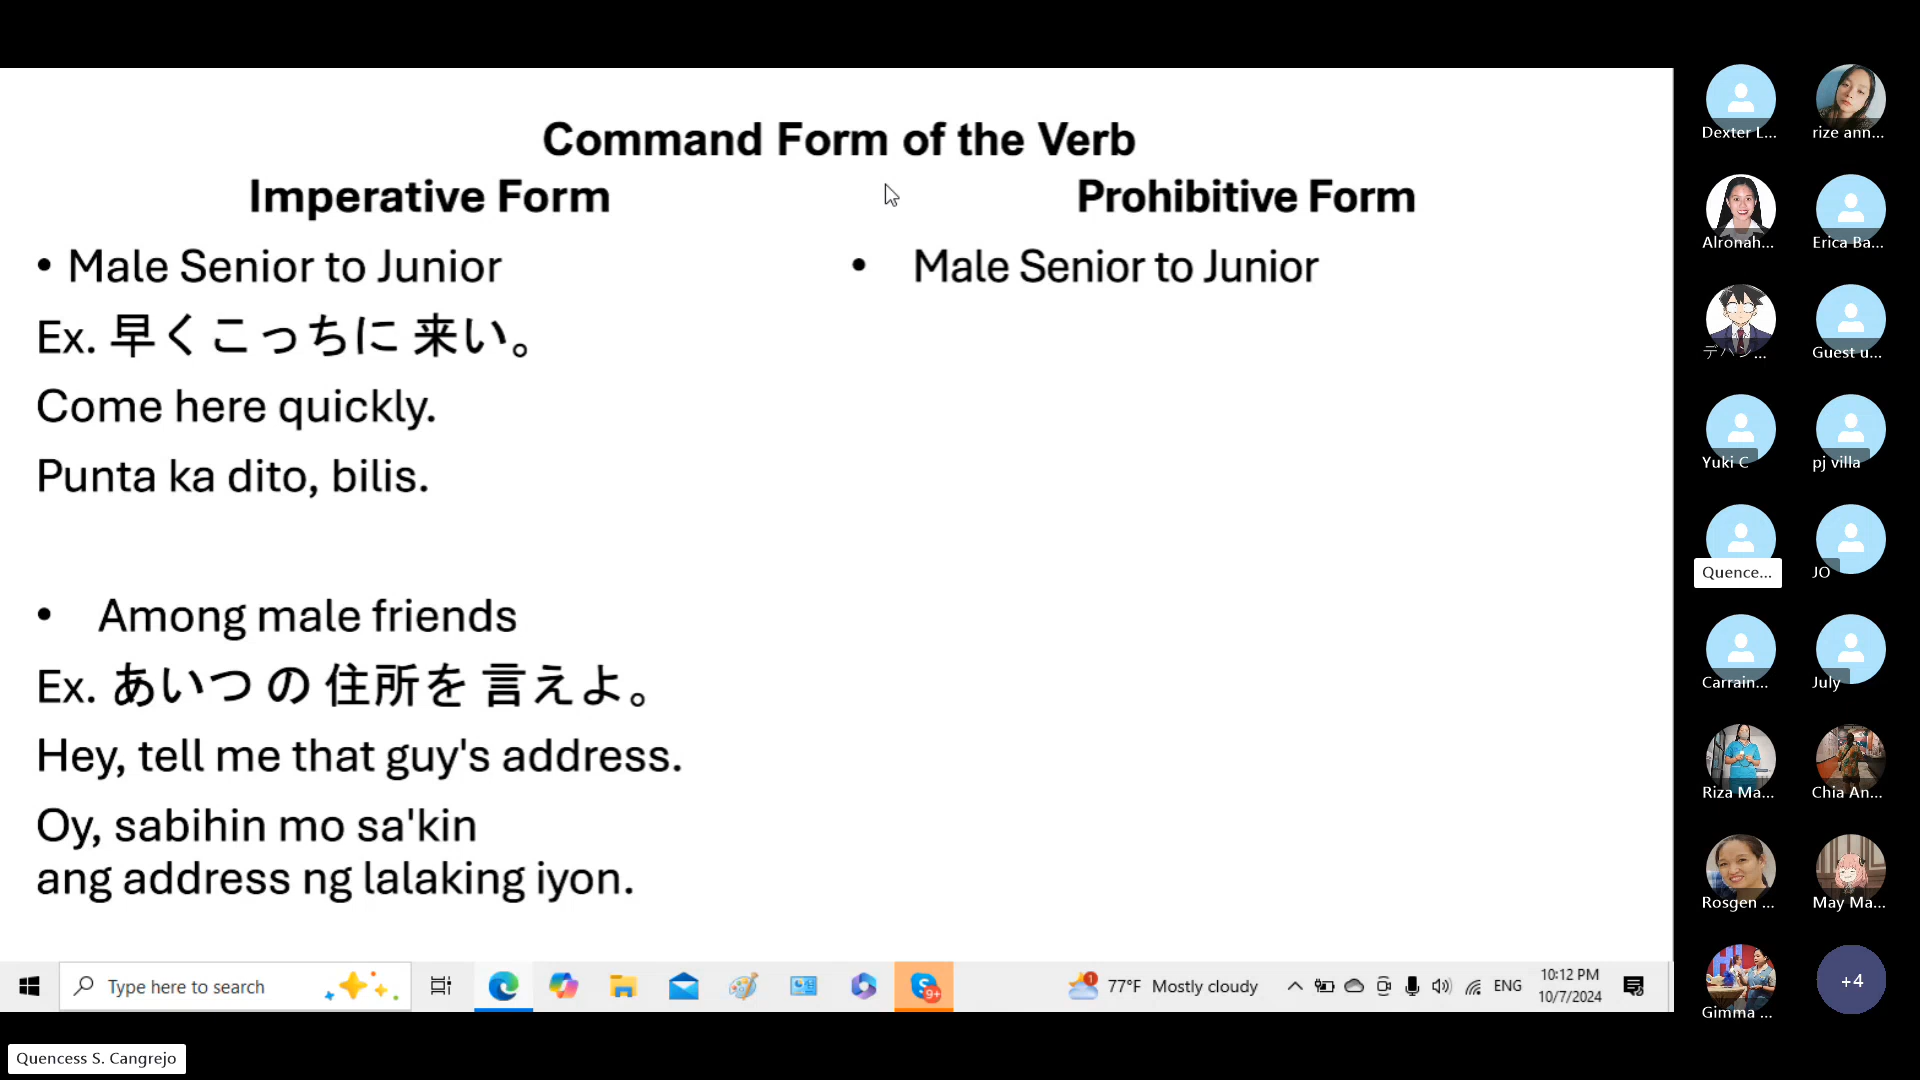 Command Form of the Verb
Imperative Form
Prohibitive Form
• Male Senior to Junior
Ex. 早くこっちに 来い。
Come here quickly.
Punta ka dito, bilis.
• Among male friends
Ex. あいつ の 住所を 言えよ。
Hey, tell me that guy's address.
Oy, sabihin mo sa'kin
ang address ng lalaking iyon.
• Male Senior to Junior
Type here to search
9+
1
77°F Mostly cloudy
ENG
10:12 PM
10/7/2024
Quencess S. Cangrejo
Dexter L...
rize ann...
Alronah...
Erica Ba...
デハン...
Guest u...
Yuki C
pj villa
Quence...
JO
Carrain...
July
Riza Ma...
Chia An...
Rosgen ...
May Ma...
Gimma ...
+4